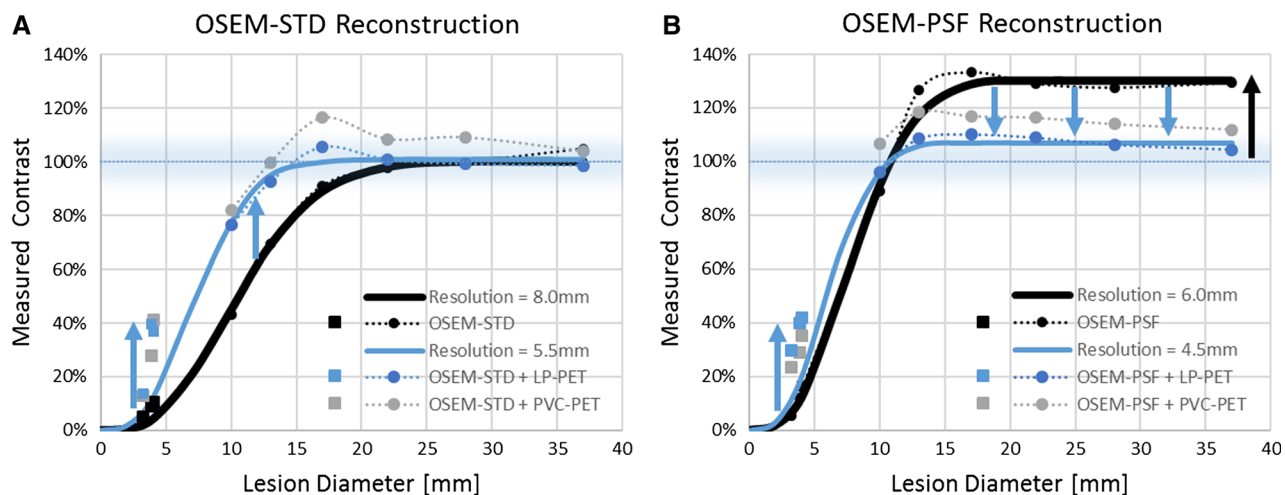 A
OSEM-STD Reconstruction
140%
120%
100%
80%
60%
40%
20%
0%
Measured Contrast
0 5 10 15 20 25 30 35 40
Lesion Diameter [mm]
Resolution = 8.0mm
OSEM-STD
Resolution = 5.5mm
OSEM-STD + LP-PET
OSEM-STD + PVC-PET
B
OSEM-PSF Reconstruction
140%
120%
100%
80%
60%
40%
20%
0%
Measured Contrast
0 5 10 15 20 25 30 35 40
Lesion Diameter [mm]
Resolution = 6.0mm
OSEM-PSF
Resolution = 4.5mm
OSEM-PSF + LP-PET
OSEM-PSF + PVC-PET